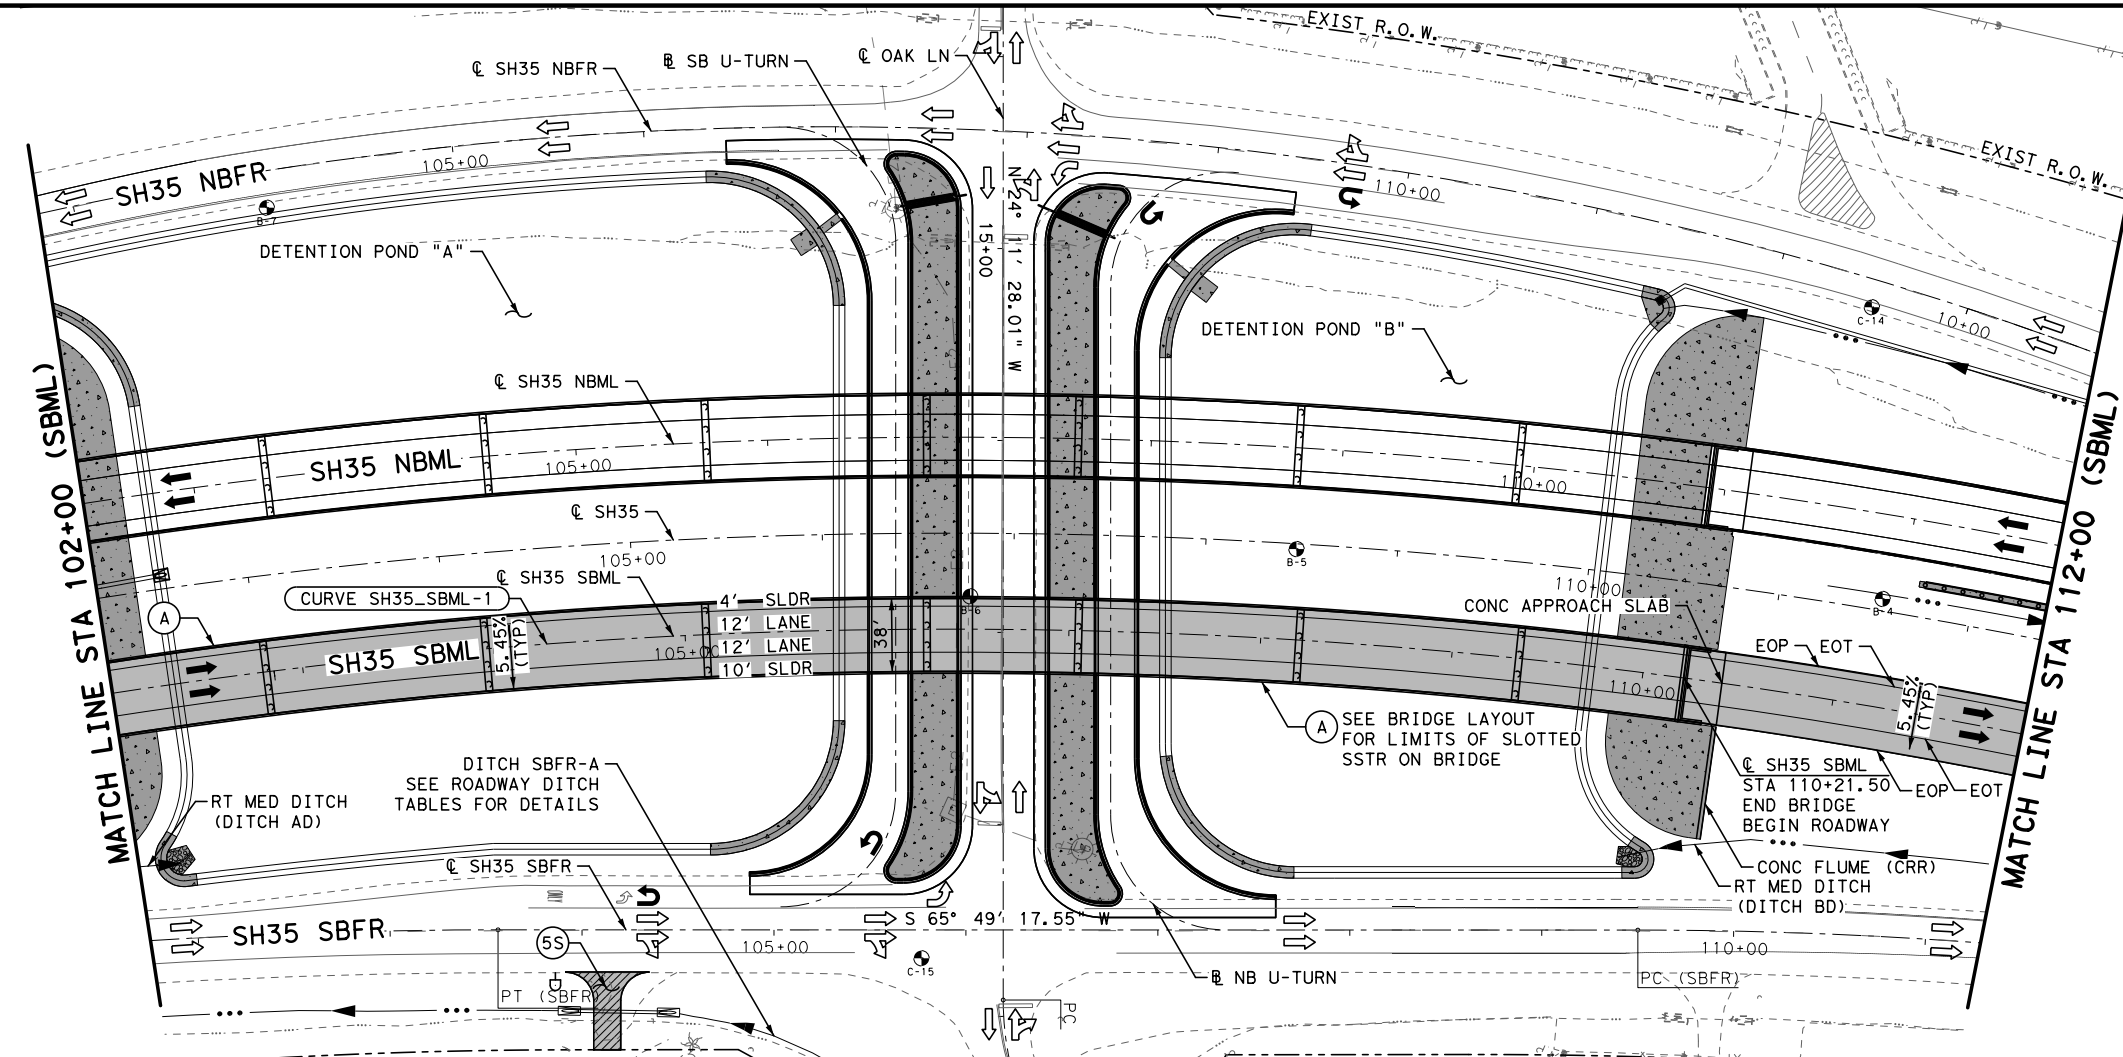 EXIST R.O.W.
℄ SH35 NBFR
ⴲ SB U-TURN
℄ OAK LN
EXIST R.O.W.
SH35 NBFR
105+00
110+00
B-7
N 24° 11' 28.01" W
15+00
DETENTION POND "A"
DETENTION POND "B"
C-14
10+00
MATCH LINE STA 102+00 (SBML)
MATCH LINE STA 112+00 (SBML)
℄ SH35 NBML
SH35 NBML
105+00
110+00
℄ SH35
105+00
B-5
110+00
℄ SH35 SBML
CURVE SH35_SBML-1
A
4' SLDR
12' LANE
12' LANE
10' SLDR
38'
B-6
B-4
CONC APPROACH SLAB
EOP
EOT
SH35 SBML
5.45%
(TYP)
105+00
110+00
5.45%
(TYP)
A
SEE BRIDGE LAYOUT
FOR LIMITS OF SLOTTED
SSTR ON BRIDGE
DITCH SBFR-A
SEE ROADWAY DITCH
TABLES FOR DETAILS
℄ SH35 SBML
STA 110+21.50
END BRIDGE
BEGIN ROADWAY
EOP
EOT
RT MED DITCH
(DITCH AD)
℄ SH35 SBFR
CONC FLUME (CRR)
RT MED DITCH
(DITCH BD)
SH35 SBFR
S 65° 49' 17.55" W
5S
105+00
C-15
110+00
D
PT (SBFR)
NB U-TURN
PC (SBFR)
PC